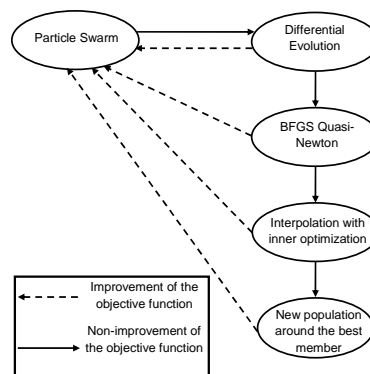 Particle Swarm
Differential
Evolution
BFGS Quasi-
Newton
Interpolation with
inner optimization
New population
around the best
member
Improvement of the
objective function
Non-improvement of
the objective function